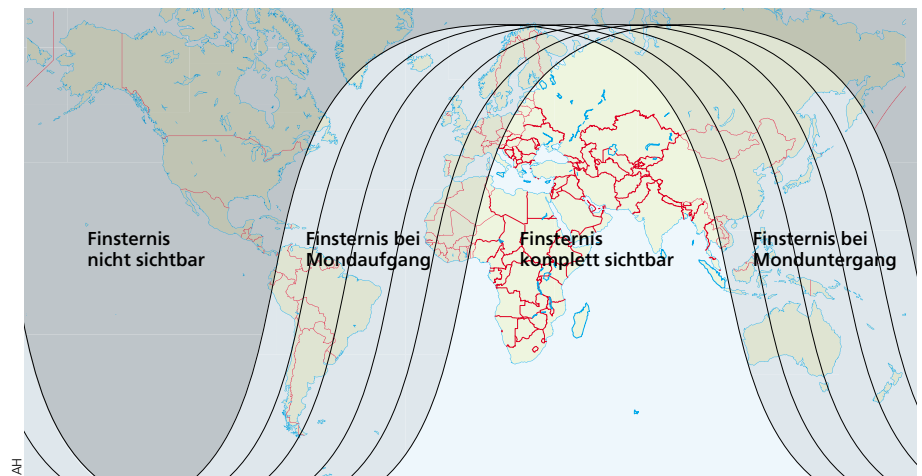 Finsternis
nicht sichtbar
Finsternis bei
Mondaufgang
Finsternis
komplett sichtbar
Finsternis bei
Monduntergang
AH